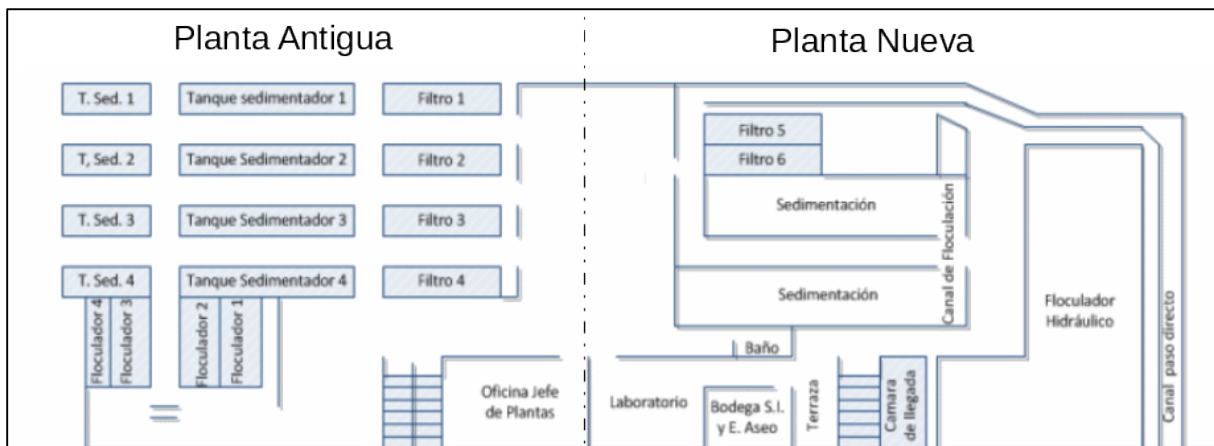 Planta Antigua
Planta Nueva
T. Sed. 1
Tanque sedimentador 1
Filtro 1
T, Sed. 2
Tanque Sedimentador 2
Filtro 2
T. Sed. 3
Tanque Sedimentador 3
Filtro 3
T. Sed. 4
Tanque Sedimentador 4
Filtro 4
Floculador 4
Floculador 3
Floculador 2
Floculador 1
Oficina Jefe
de Plantas
Filtro 5
Filtro 6
Sedimentación
Sedimentación
Canal de Floculación
Floculador
Hidráulico
Canal paso directo
Baño
Laboratorio
Bodega S.I.
y E. Aseo
Terraza
Camara
de llegada